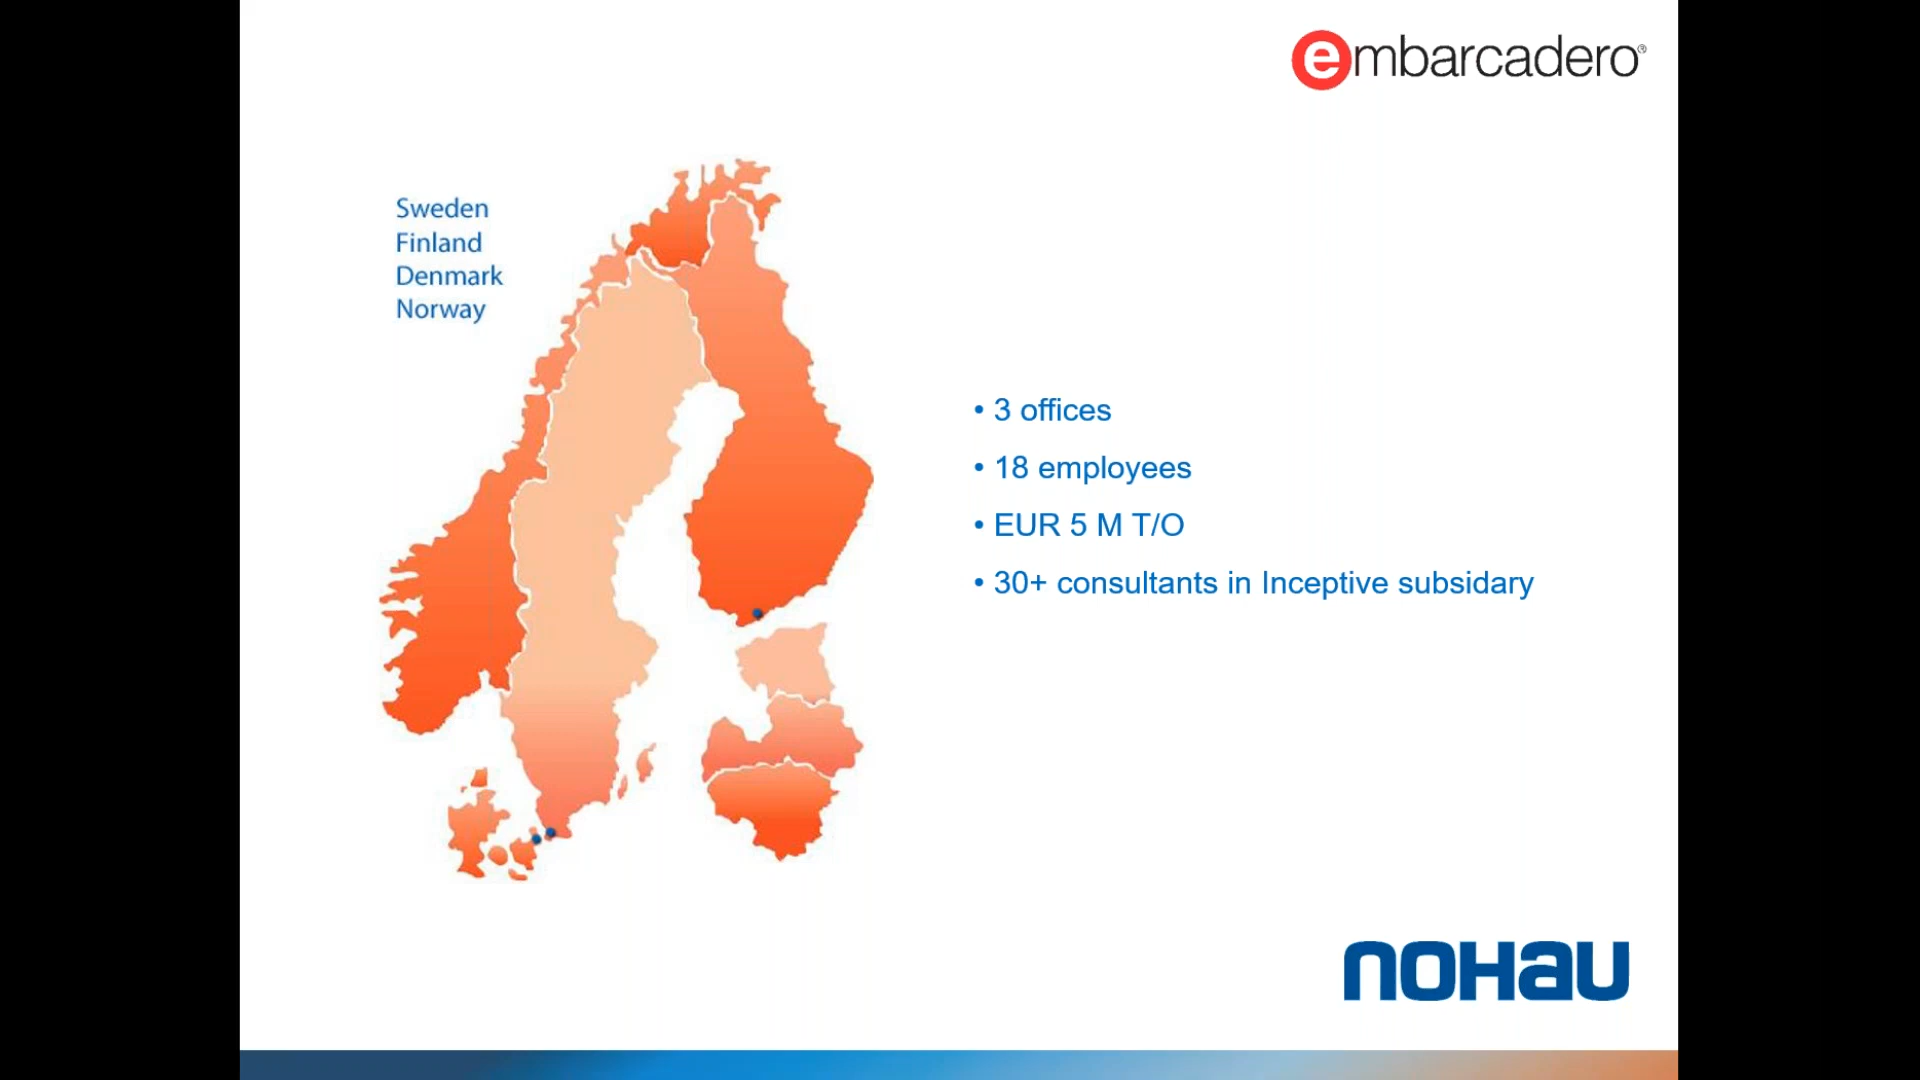 embarcadero®
Sweden
Finland
Denmark
Norway
• 3 offices
• 18 employees
• EUR 5 M T/O
• 30+ consultants in Inceptive subsidary
noHau